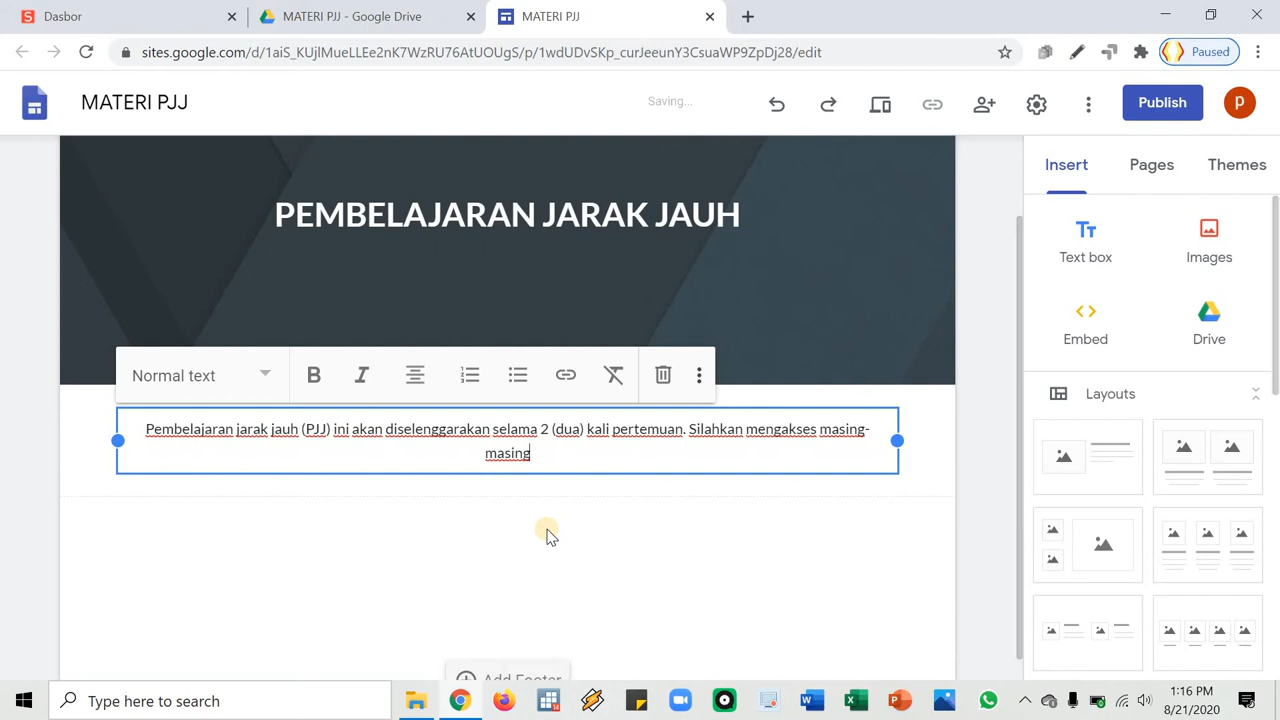 Dasbor
MATERI PJJ - Google Drive
MATERI PJJ
sites.google.com/d/1aiS_KUjlMueLLEe2nK7WzRU76AtUOUgS/p/1wdUDvSKp_curJeeunY3CsuaWP9ZpDj28/edit
Paused
MATERI PJJ
Saving...
Publish
p
PEMBELAJARAN JARAK JAUH
Insert
Pages
Themes
Text box
Images
Embed
Drive
Normal text
Layouts
Pembelajaran jarak jauh (PJJ) ini akan diselenggarakan selama 2 (dua) kali pertemuan. Silahkan mengakses masing-
masing
Add Footer
Type here to search
1:16 PM
8/21/2020